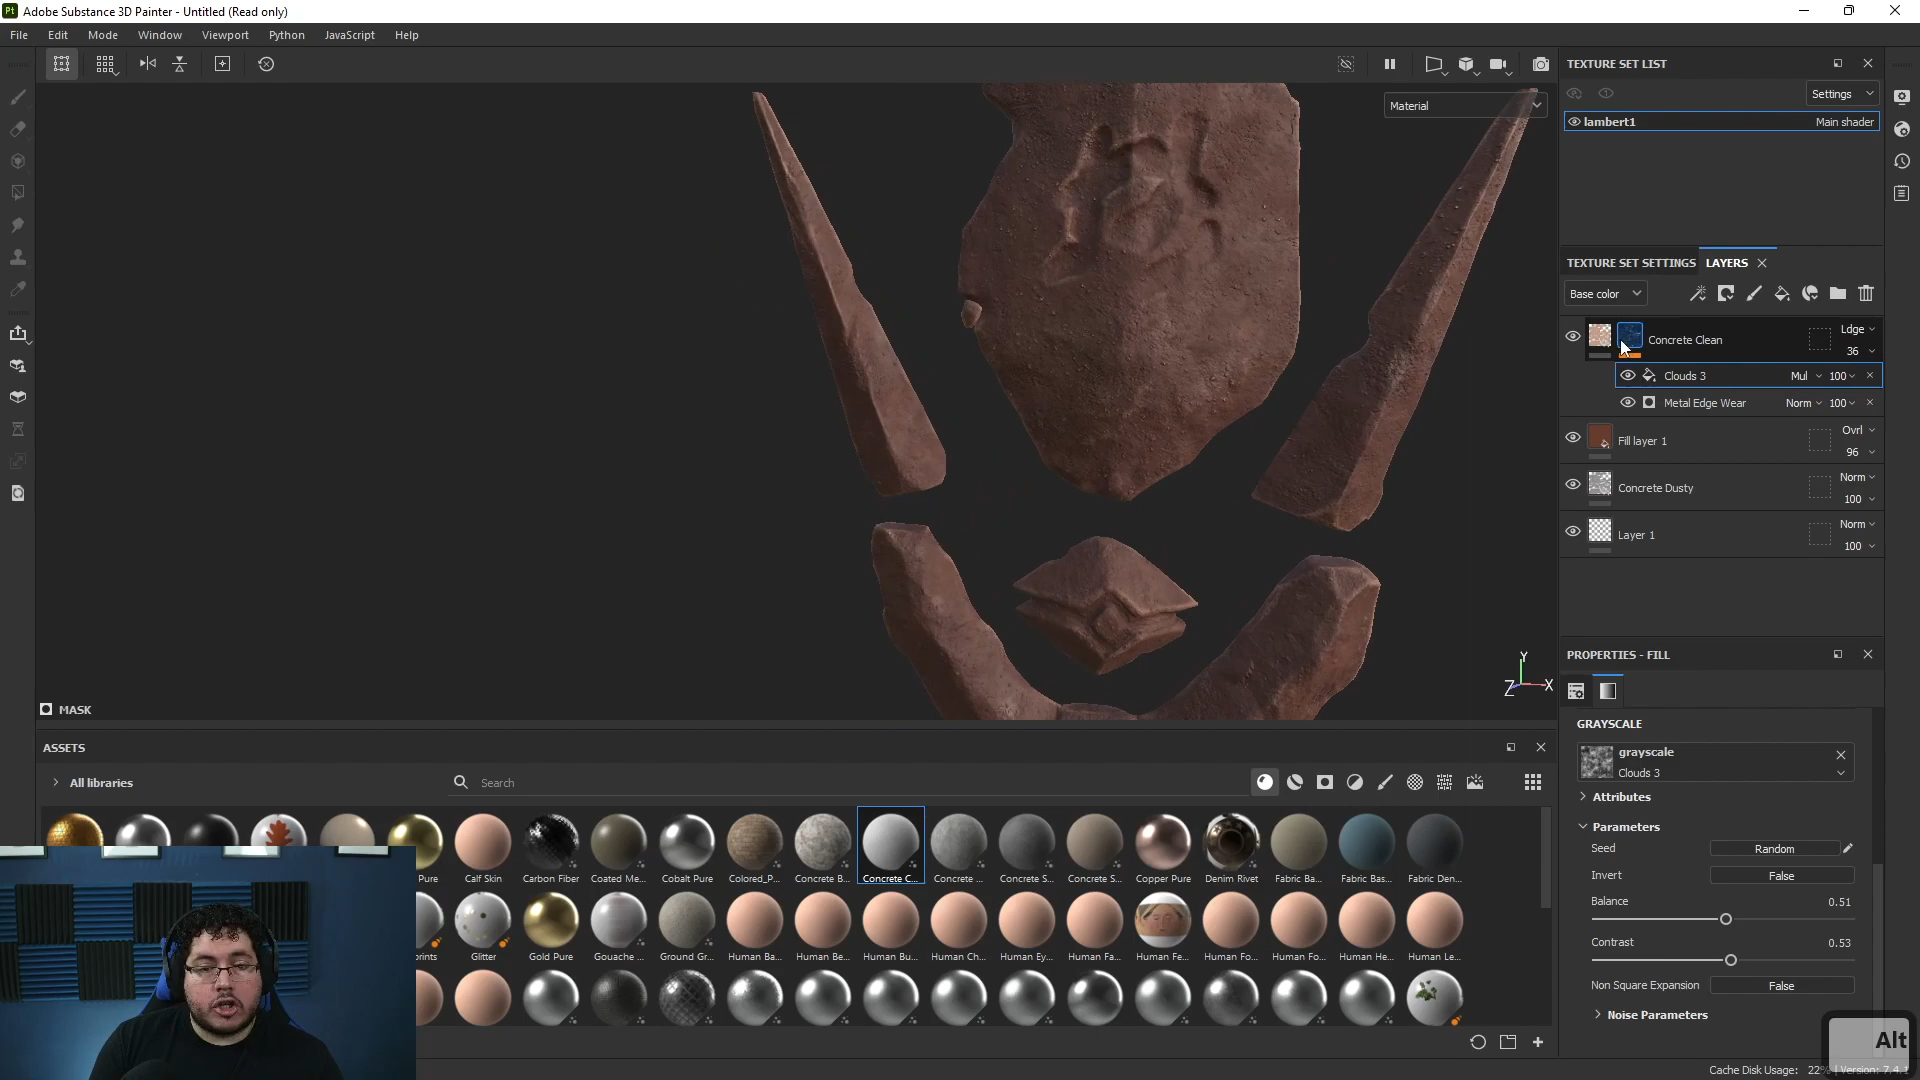 Pt Adobe Substance 3D Painter - Untitled (Read only)
File Edit Mode Window Viewport Python JavaScript Help
Material
TEXTURE SET LIST
Settings
lambert1 Main shader
TEXTURE SET SETTINGS LAYERS
Base color
Concrete Clean Ldge 36
Clouds 3 Mul 100
Metal Edge Wear Norm 100
Fill layer 1 Ovrl 96
Concrete Dusty Norm 100
Layer 1 Norm 100
Y
Z X
MASK
PROPERTIES - FILL
GRAYSCALE
grayscale
Clouds 3
Attributes
Parameters
Seed Random
Invert False
Balance 0.51
Contrast 0.53
Non Square Expansion False
Noise Parameters
ASSETS
All libraries
Search
Pure Calf Skin Carbon Fiber Coated Me... Cobalt Pure Colored_P... Concrete B... Concrete C... Concrete ... Concrete S... Concrete S... Copper Pure Denim Rivet Fabric Ba... Fabric Bas... Fabric Den...
rints Glitter Gold Pure Gouache ... Ground Gr... Human Ba... Human Be... Human Bu... Human Ch... Human Ey... Human Fa... Human Fe... Human Fo... Human Fo... Human He... Human Le...
Alt
Cache Disk Usage: 22% | Version: 7.4.1